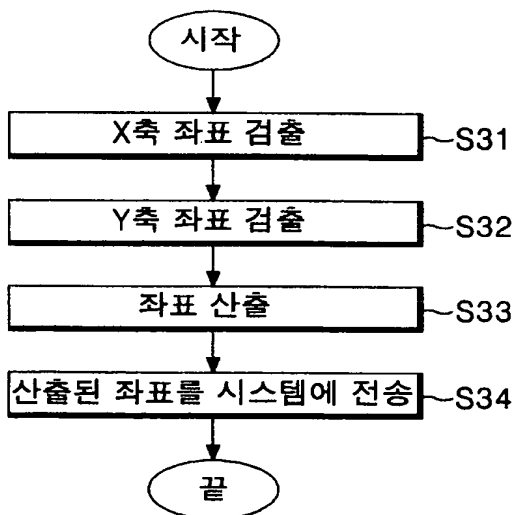 시작
X축 좌표 검출
S31
Y축 좌표 검출
S32
좌표 산출
S33
산출된 좌표를 시스템에 전송
S34
끝